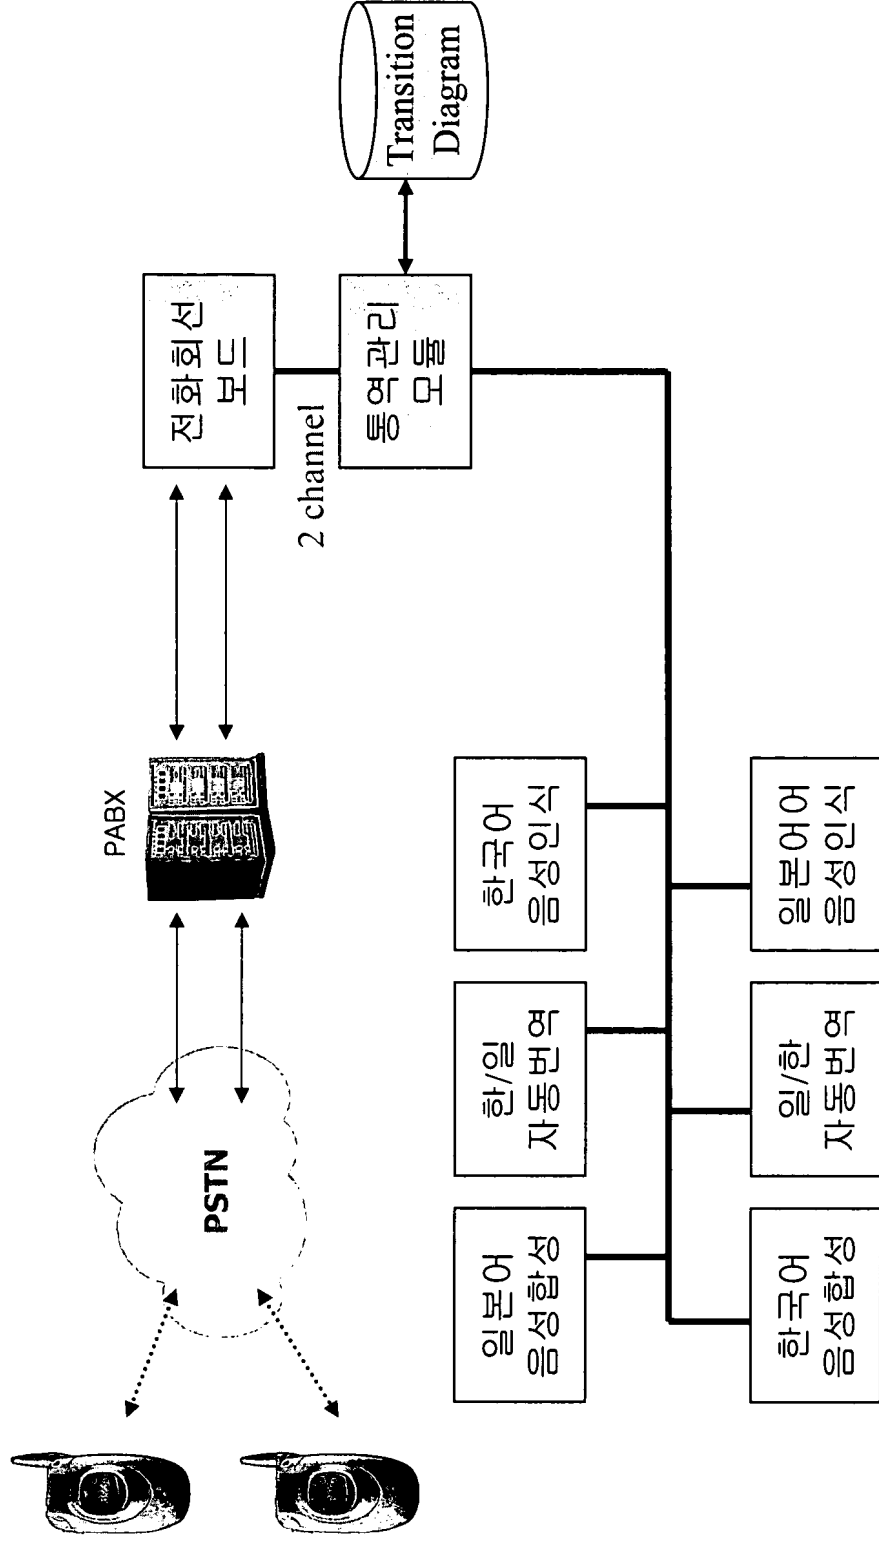 PSTN
PABX
전화회선
보드
2 channel
통역관리
모듈
Transition
Diagram
일본어
음성합성
한/일
자동번역
한국어
음성인식
한국어
음성합성
일/한
자동번역
일본어어
음성인식